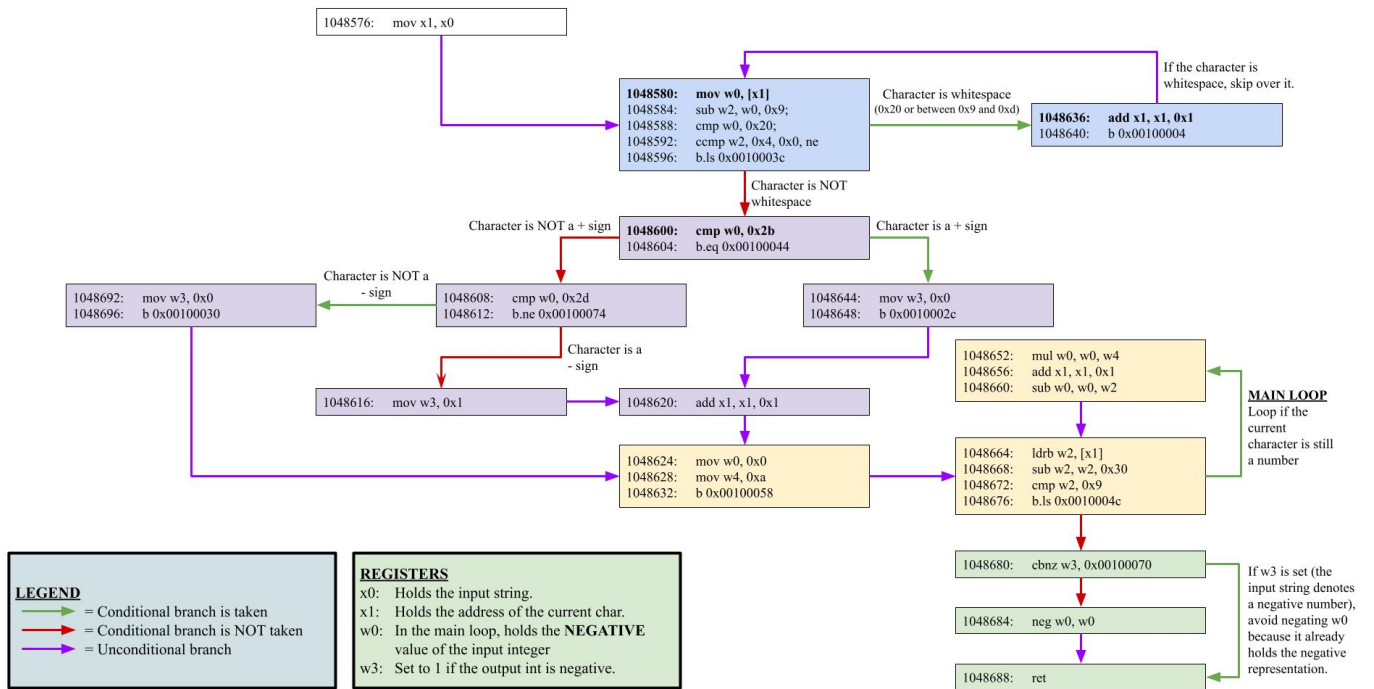 1048576: mov x1, x0
If the character is
whitespace, skip over it.
1048580: mov w0, [x1]
1048584: sub w2, w0, 0x9;
1048588: cmp w0, 0x20;
1048592: ccmp w2, 0x4, 0x0, ne
1048596: b.ls 0x0010003c
Character is whitespace
(0x20 or between 0x9 and 0xd)
1048636: add x1, x1, 0x1
1048640: b 0x00100004
Character is NOT
whitespace
Character is NOT a + sign
1048600: cmp w0, 0x2b
1048604: b.eq 0x00100044
Character is a + sign
Character is NOT a
- sign
1048692: mov w3, 0x0
1048696: b 0x00100030
1048608: cmp w0, 0x2d
1048612: b.ne 0x00100074
1048644: mov w3, 0x0
1048648: b 0x0010002c
Character is a
- sign
1048616: mov w3, 0x1
1048620: add x1, x1, 0x1
1048652: mul w0, w0, w4
1048656: add x1, x1, 0x1
1048660: sub w0, w0, w2
MAIN LOOP
Loop if the
current
character is still
a number
1048624: mov w0, 0x0
1048628: mov w4, 0xa
1048632: b 0x00100058
1048664: ldrb w2, [x1]
1048668: sub w2, w2, 0x30
1048672: cmp w2, 0x9
1048676: b.ls 0x0010004c
1048680: cbnz w3, 0x00100070
1048684: neg w0, w0
1048688: ret
If w3 is set (the
input string denotes
a negative number),
avoid negating w0
because it already
holds the negative
representation.
LEGEND
= Conditional branch is taken
= Conditional branch is NOT taken
= Unconditional branch
REGISTERS
x0: Holds the input string.
x1: Holds the address of the current char.
w0: In the main loop, holds the NEGATIVE
value of the input integer
w3: Set to 1 if the output int is negative.